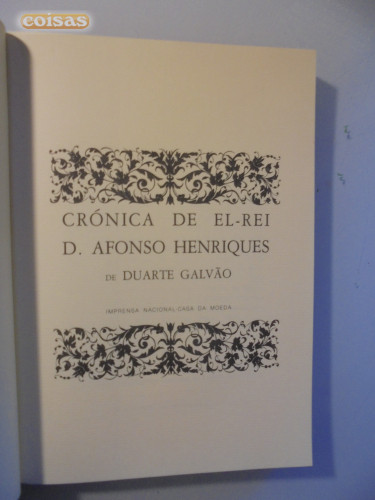 coisas
CRÓNICA DE EL-REI
D. AFONSO HENRIQUES
DE DUARTE GALVÃO
IMPRENSA NACIONAL-CASA DA MOEDA